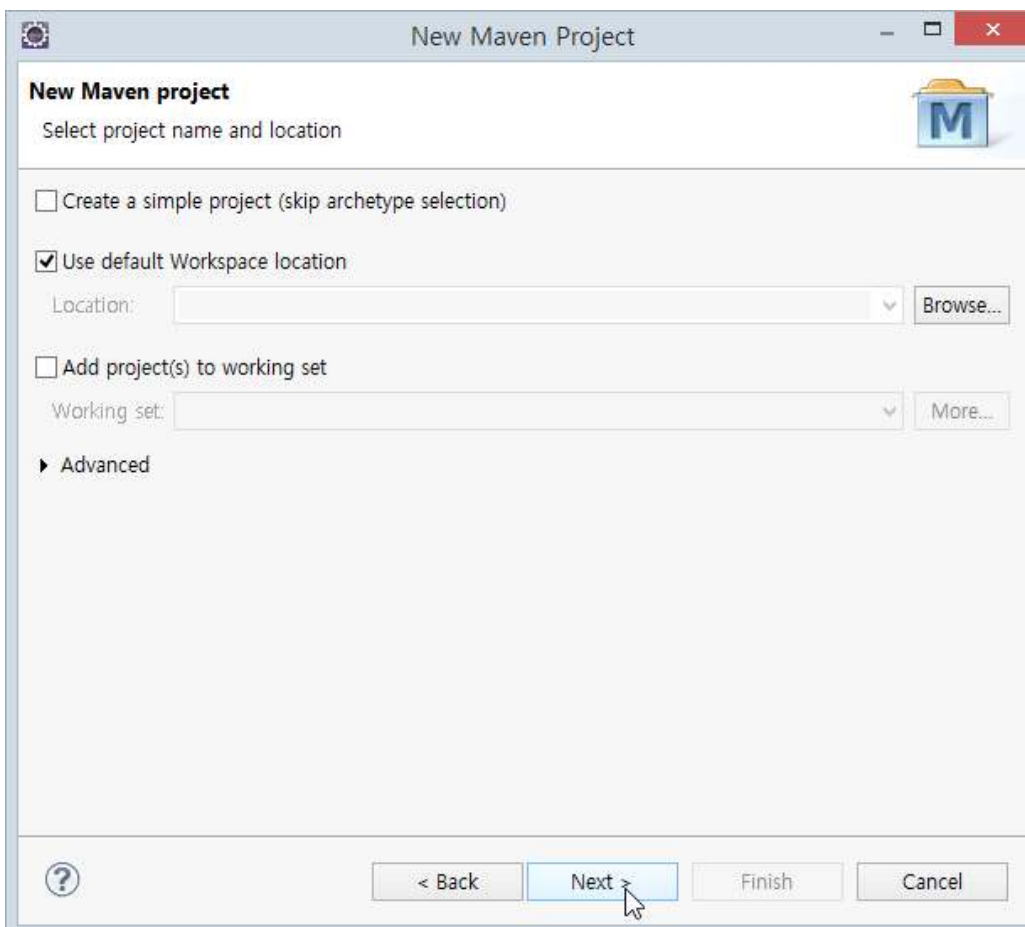 New Maven Project
New Maven project
Select project name and location
M
Create a simple project (skip archetype selection)
Use default Workspace location
Location:
Browse...
Add project(s) to working set
Working set:
More...
Advanced
?
< Back
Next >
Finish
Cancel